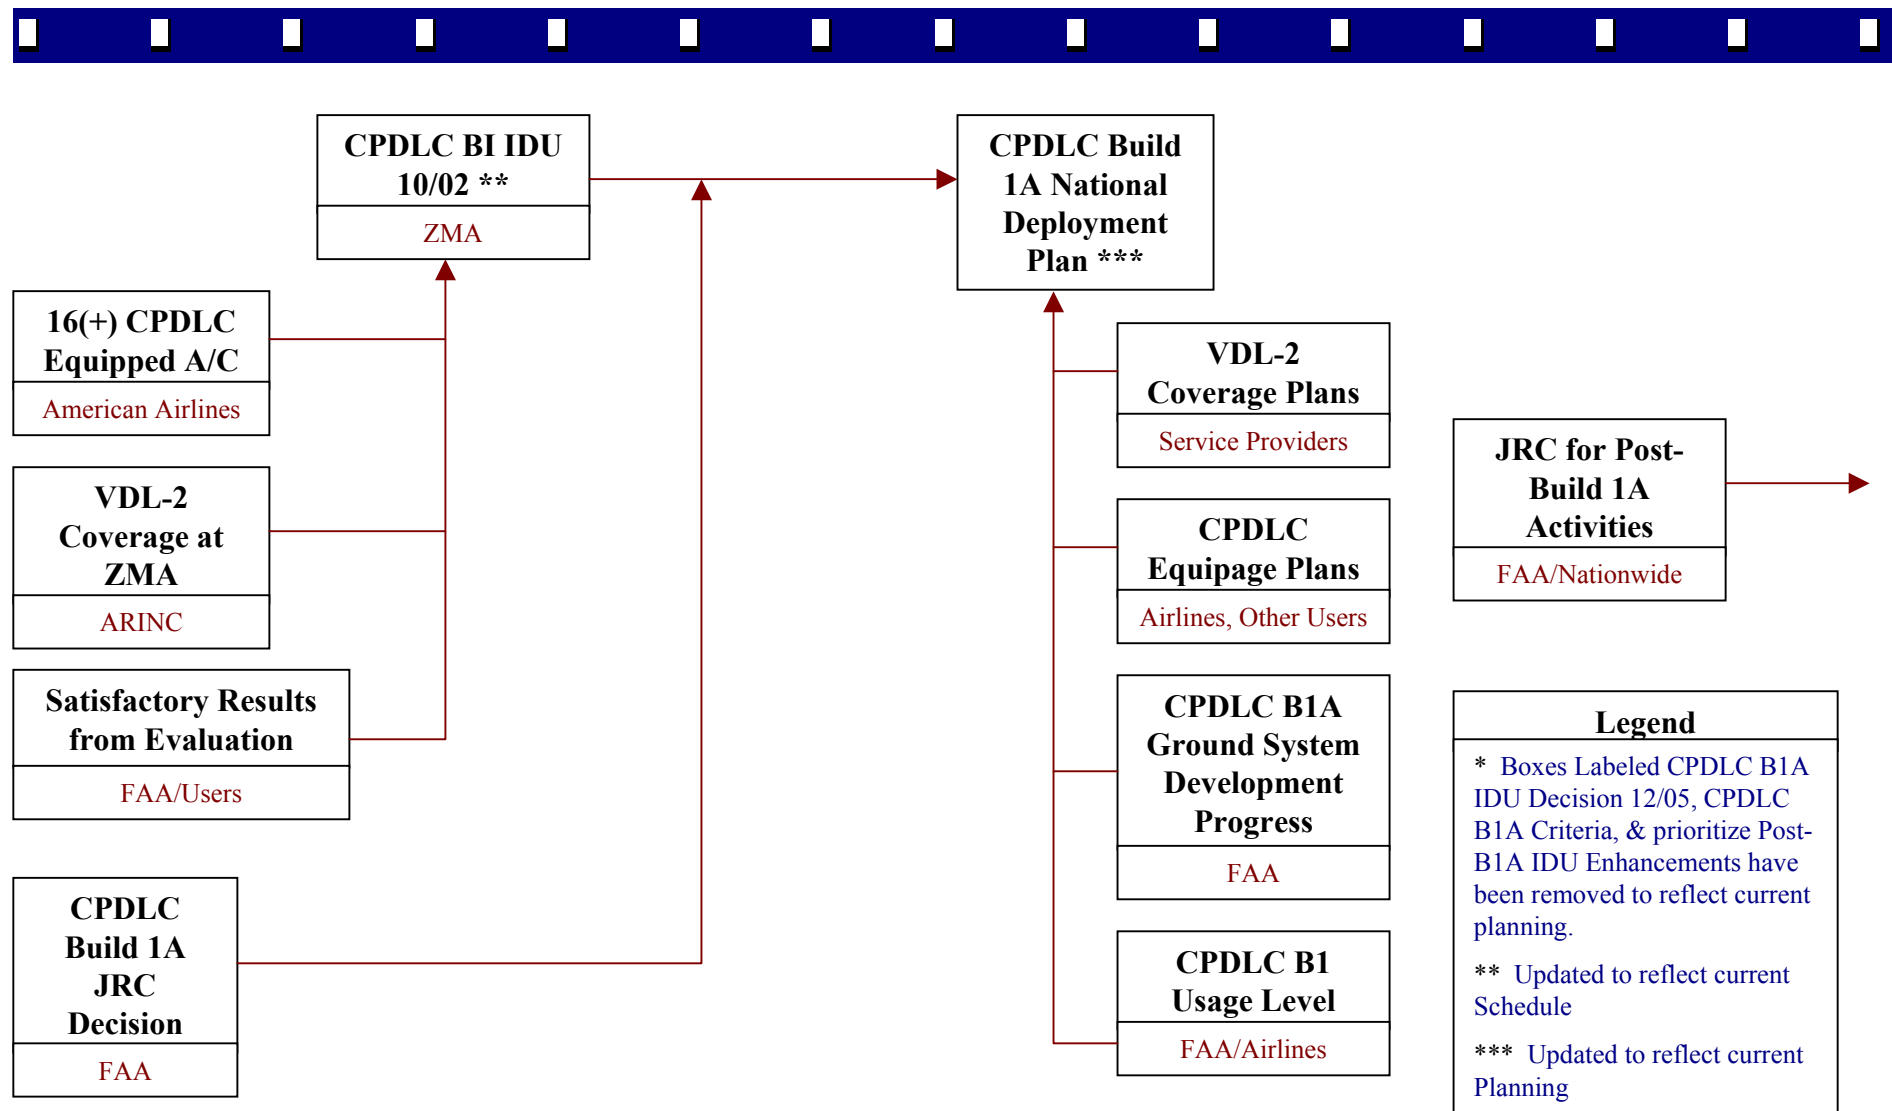 CPDLC BI IDU
10/02 **
ZMA
CPDLC Build
1A National
Deployment
Plan ***
16(+) CPDLC
Equipped A/C
American Airlines
VDL-2
Coverage at
ZMA
ARINC
Satisfactory Results
from Evaluation
FAA/Users
CPDLC
Build 1A
JRC
Decision
FAA
VDL-2
Coverage Plans
Service Providers
CPDLC
Equipage Plans
Airlines, Other Users
CPDLC B1A
Ground System
Development
Progress
FAA
CPDLC B1
Usage Level
FAA/Airlines
JRC for Post-
Build 1A
Activities
FAA/Nationwide
Legend
* Boxes Labeled CPDLC B1A
IDU Decision 12/05, CPDLC
B1A Criteria, & prioritize Post-
B1A IDU Enhancements have
been removed to reflect current
planning.
** Updated to reflect current
Schedule
*** Updated to reflect current
Planning